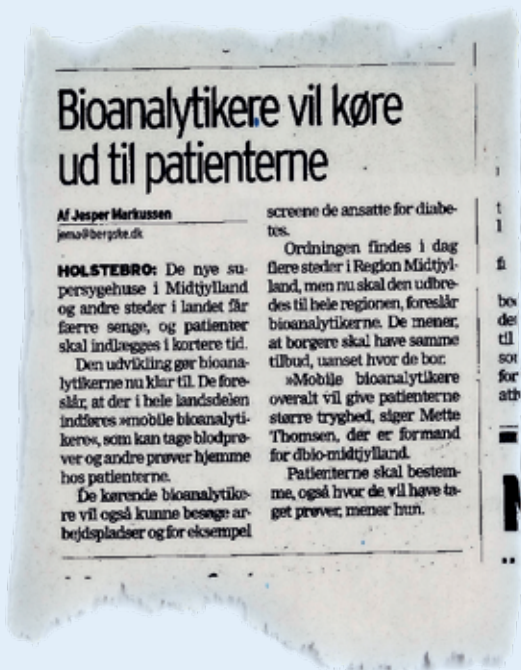 Bioanalytikere vil køre
ud til patienterne
Af Jesper Markussen
jema@bergske.dk
HOLSTEBRO: De nye su-
persygehuse i Midtjylland
og andre steder i landet får
færre senge, og patienter
skal indlægges i kortere tid.
Den udvikling gør bioana-
lytikerne nu klar til. De fore-
slår, at der i hele landsdelen
indføres »mobile bioanalyti-
kere«, som kan tage blodprø-
ver og andre prøver hjemme
hos patienterne.
De kørende bioanalytike-
re vil også kunne besøge ar-
bejdspladser og for eksempel
screene de ansatte for diabe-
tes.
Ordningen findes i dag
flere steder i Region Midtjyl-
land, men nu skal den udbre-
des til hele regionen, foreslår
bioanalytikerne. De mener,
at borgere skal have samme
tilbud, uanset hvor de bor.
»Mobile bioanalytikere
overalt vil give patienterne
større tryghed, siger Mette
Thomsen, der er formand
for dbio-midtjylland.
Patienterne skal bestem-
me, også hvor de vil have ta-
get prøver, mener hun.
til
for